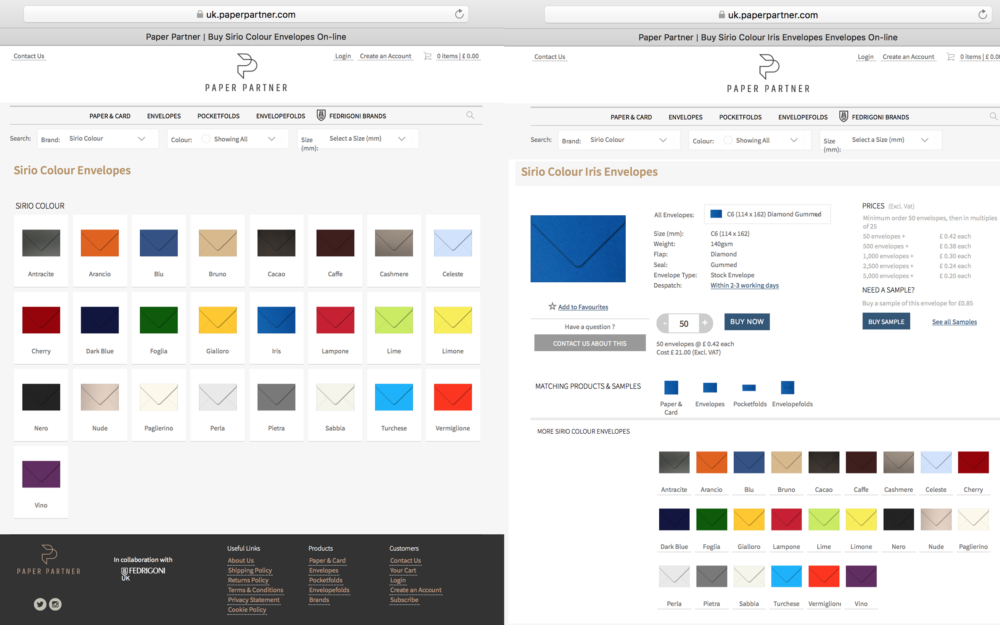 uk.paperpartner.com
Paper Partner | Buy Sirio Colour Envelopes On-line
Contact Us
Login Create an Account 0 items | £ 0.00
PAPER PARTNER
PAPER & CARD ENVELOPES POCKETFOLDS ENVELOPEFOLDS FEDRIGONI BRANDS
Search: Brand: Sirio Colour Colour: Showing All Size (mm): Select a Size (mm)
Sirio Colour Envelopes
SIRIO COLOUR
Antracite Arancio Blu Bruno Cacao Caffe Cashmere Celeste
Cherry Dark Blue Foglia Gialloro Iris Lampone Lime Limone
Nero Nude Paglierino Perla Pietra Sabbia Turchese Vermiglione
Vino
PAPER PARTNER
In collaboration with
FEDRIGONI
UK
Useful Links
About Us
Shipping Policy
Returns Policy
Terms & Conditions
Privacy Statement
Cookie Policy
Products
Paper & Card
Envelopes
Pocketfolds
Envelopefolds
Brands
Customers
Contact Us
Your Cart
Login
Create an Account
Subscribe
uk.paperpartner.com
Paper Partner | Buy Sirio Colour Iris Envelopes Envelopes On-line
Contact Us
Login Create an Account 0 items | £ 0.00
PAPER PARTNER
PAPER & CARD ENVELOPES POCKETFOLDS ENVELOPEFOLDS FEDRIGONI BRANDS
Search: Brand: Sirio Colour Colour: Showing All Size (mm): Select a Size (mm)
Sirio Colour Iris Envelopes
Add to Favourites
Have a question ?
CONTACT US ABOUT THIS
All Envelopes: C6 (114 x 162) Diamond Gummed
Size (mm): C6 (114 x 162)
Weight: 140gsm
Flap: Diamond
Seal: Gummed
Envelope Type: Stock Envelope
Despatch: Within 2-3 working days
- 50 + BUY NOW
50 envelopes @ £ 0.42 each
Cost £ 21.00 (Excl. VAT)
PRICES (Excl. Vat)
Minimum order 50 envelopes, then in multiples
of 25
50 envelopes + £ 0.42 each
500 envelopes + £ 0.38 each
1,000 envelopes + £ 0.30 each
2,500 envelopes + £ 0.24 each
5,000 envelopes + £ 0.20 each
NEED A SAMPLE?
Buy a sample of this envelope for £0.85
BUY SAMPLE See all Samples
MATCHING PRODUCTS & SAMPLES
Paper & Card Envelopes Pocketfolds Envelopefolds
MORE SIRIO COLOUR ENVELOPES
Antracite Arancio Blu Bruno Cacao Caffe Cashmere Celeste Cherry
Dark Blue Foglia Gialloro Lampone Lime Limone Nero Nude Paglierino
Perla Pietra Sabbia Turchese Vermiglione Vino